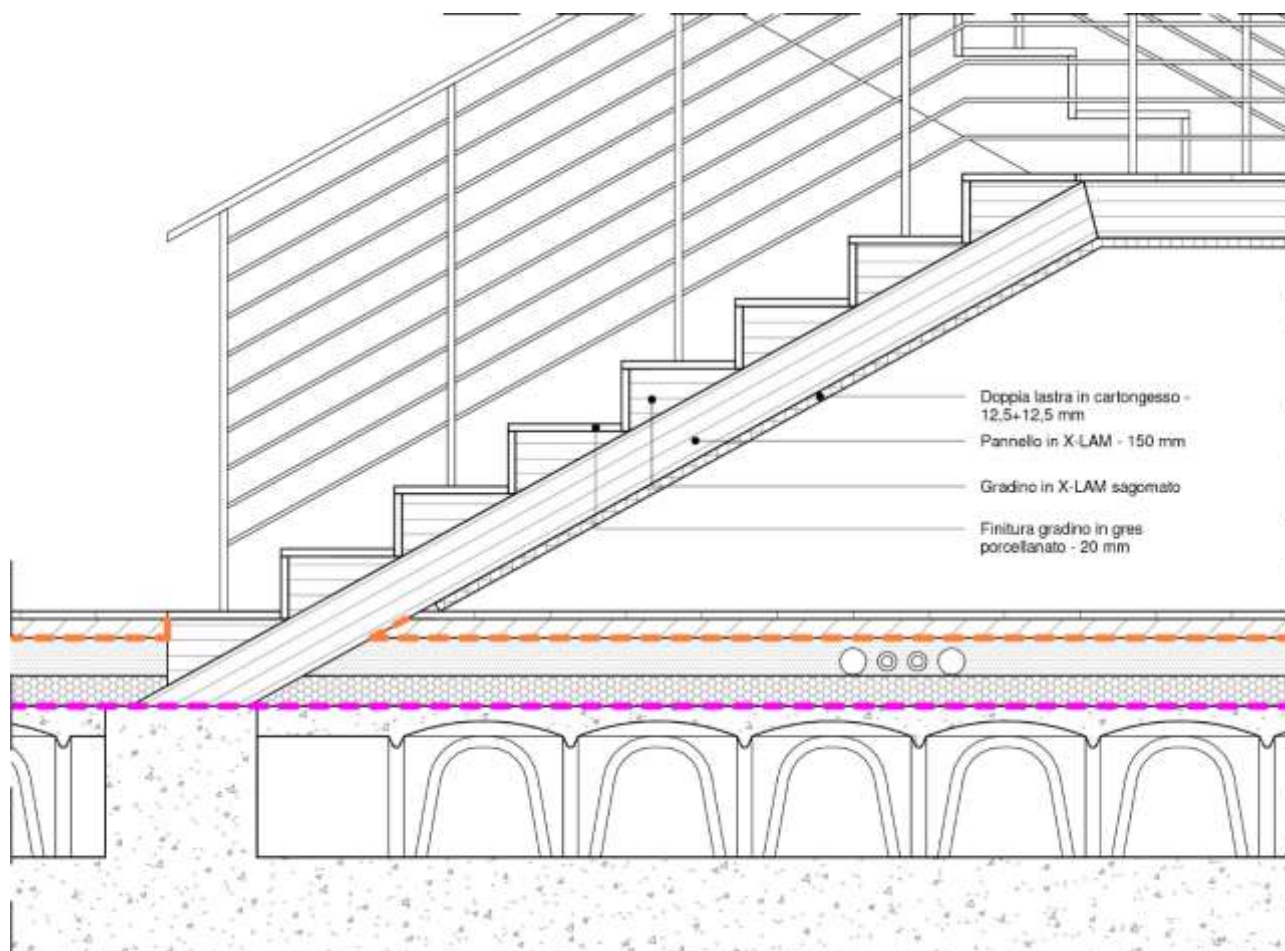 Doppia lastra in cartongesso -
12,5+12,5 mm
Pannello in X-LAM - 150 mm
Gradino in X-LAM sagomato
Finitura gradino in gres
porcellanato - 20 mm